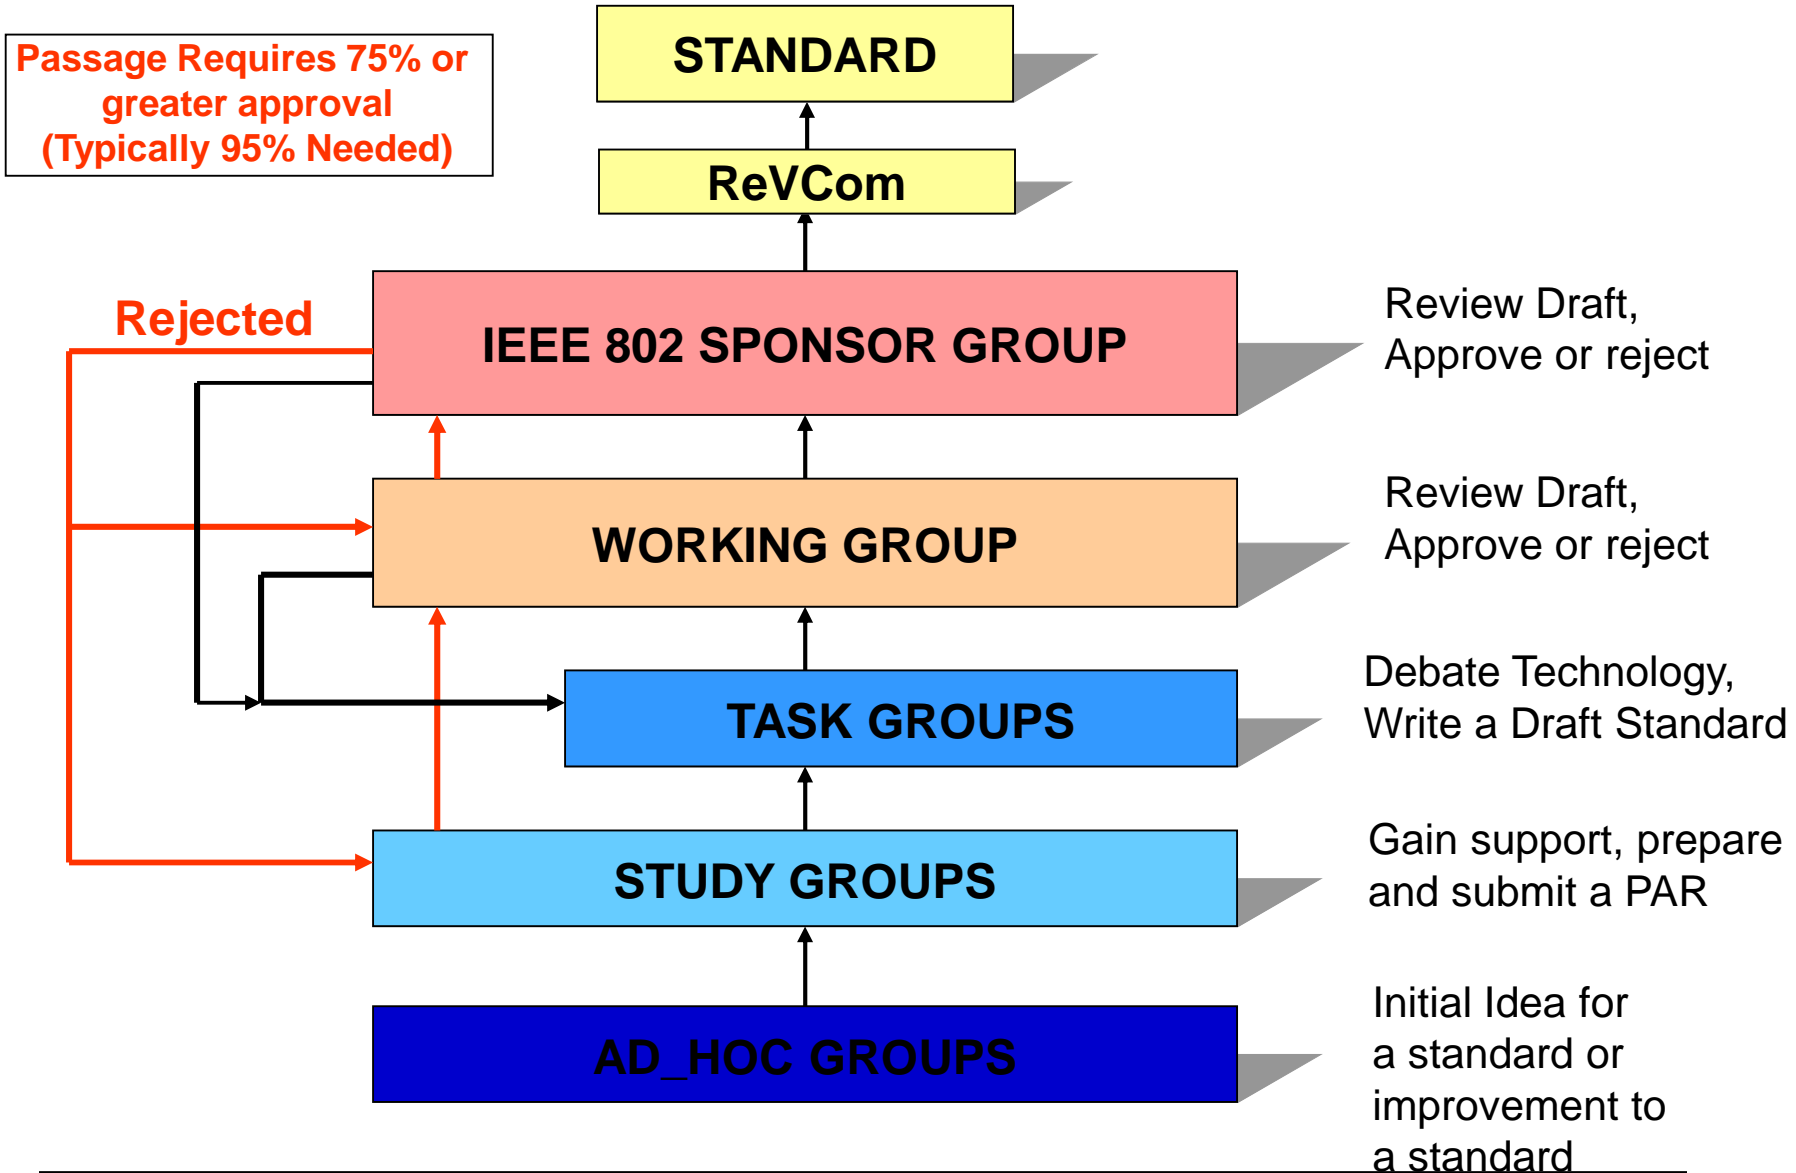 STANDARD
Passage Requires 75% or
greater approval
(Typically 95% Needed)
ReVCom
Rejected
IEEE 802 SPONSOR GROUP
Review Draft,
Approve or reject
WORKING GROUP
Review Draft,
Approve or reject
TASK GROUPS
Debate Technology,
Write a Draft Standard
STUDY GROUPS
Gain support, prepare
and submit a PAR
AD_HOC GROUPS
Initial Idea for
a standard or
improvement to
a standard